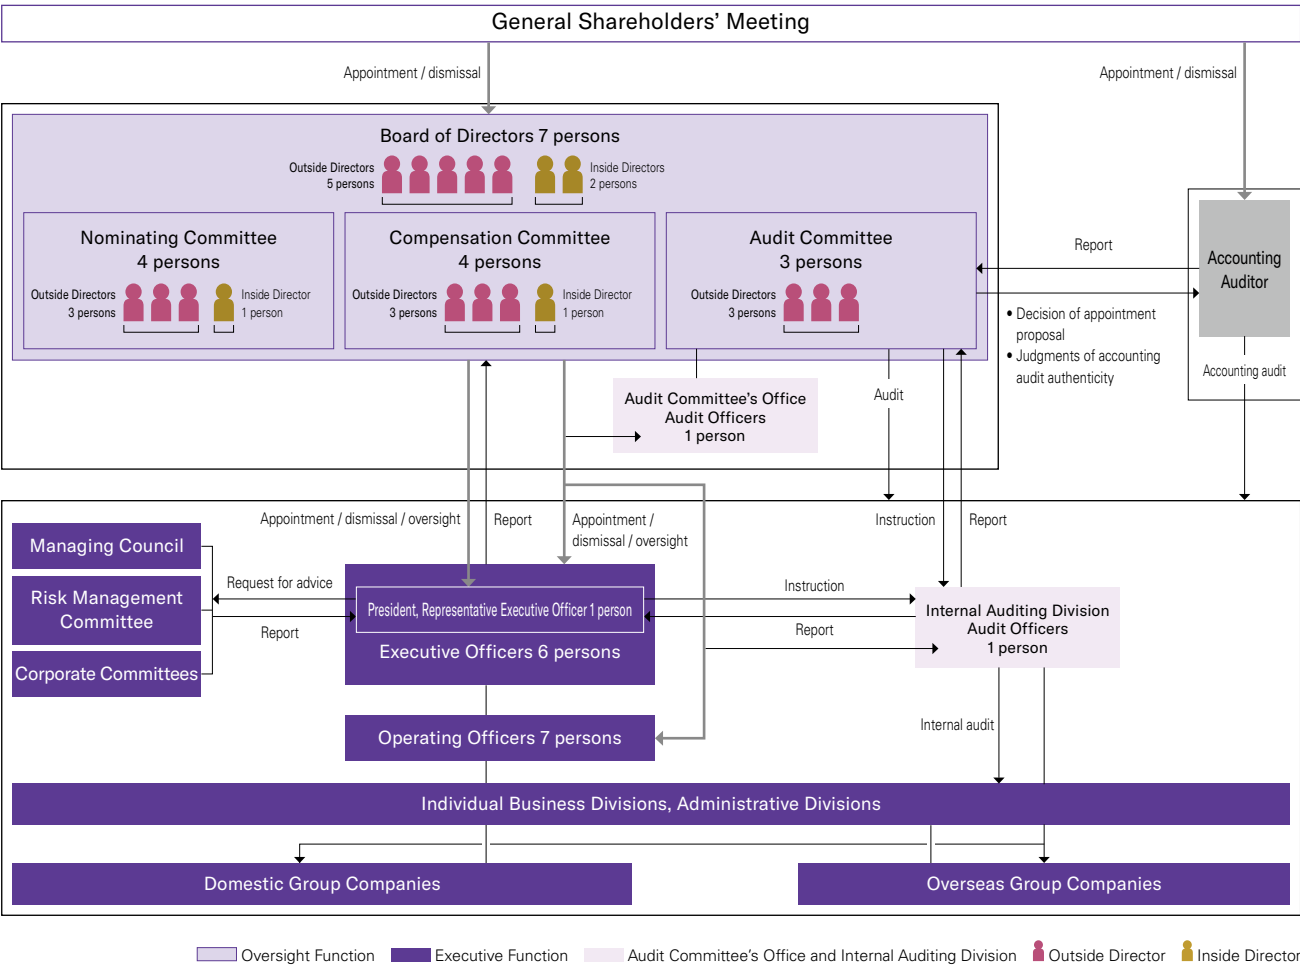 General Shareholders’ Meeting
Appointment / dismissal
Appointment / dismissal
Board of Directors 7 persons
Outside Directors
5 persons
Inside Directors
2 persons
Nominating Committee
4 persons
Outside Directors
3 persons
Inside Director
1 person
Compensation Committee
4 persons
Outside Directors
3 persons
Inside Director
1 person
Audit Committee
3 persons
Outside Directors
3 persons
Report
Accounting
Auditor
• Decision of appointment
proposal
• Judgments of accounting
audit authenticity
Accounting audit
Audit Committee’s Office
Audit Officers
1 person
Audit
Appointment / dismissal / oversight
Report
Appointment /
dismissal / oversight
Instruction
Report
Managing Council
Risk Management
Committee
Corporate Committees
Request for advice
Report
President, Representative Executive Officer 1 person
Executive Officers 6 persons
Instruction
Report
Internal Auditing Division
Audit Officers
1 person
Operating Officers 7 persons
Internal audit
Individual Business Divisions, Administrative Divisions
Domestic Group Companies
Overseas Group Companies
Oversight Function
Executive Function
Audit Committee’s Office and Internal Auditing Division
Outside Director
Inside Director